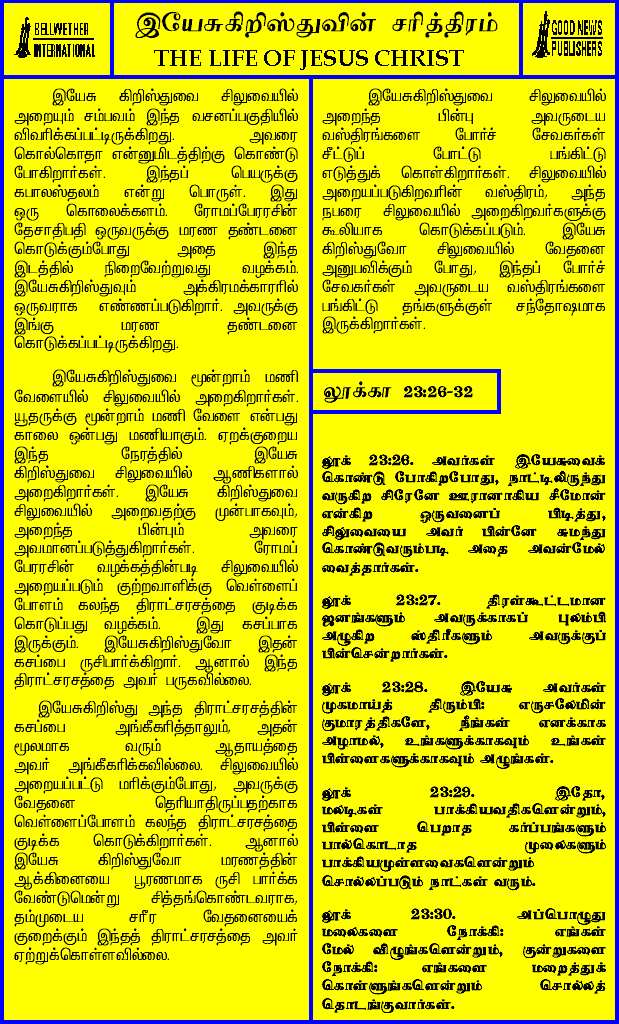 BELLWETHER
INTERNATIONAL
இயேசுகிறிஸ்துவின் சரித்திரம்
THE LIFE OF JESUS CHRIST
GOOD NEWS
PUBLISHERS
இயேசு கிறிஸ்துவை சிலுவையில்
அறையும் சம்பவம் இந்த வசனப்பகுதியில்
விவரிக்கப்பட்டிருக்கிறது. அவரை
கொல்கொதா என்னுமிடத்திற்கு கொண்டு
போகிறார்கள். இந்தப் பெயருக்கு
கபாலஸ்தலம் என்று பொருள். இது
ஒரு கொலைக்களம். ரோமப்பேரரசின்
தேசாதிபதி ஒருவருக்கு மரண தண்டனை
கொடுக்கும்போது அதை இந்த
இடத்தில் நிறைவேற்றுவது வழக்கம்.
இயேசுகிறிஸ்துவும் அக்கிரமக்காரரில்
ஒருவராக எண்ணப்படுகிறார். அவருக்கு
இங்கு மரண தண்டனை
கொடுக்கப்பட்டிருக்கிறது.
இயேசுகிறிஸ்துவை மூன்றாம் மணி
வேளையில் சிலுவையில் அறைகிறார்கள்.
யூதருக்கு மூன்றாம் மணி வேளை என்பது
காலை ஒன்பது மணியாகும். ஏறக்குறைய
இந்த நேரத்தில் இயேசு
கிறிஸ்துவை சிலுவையில் ஆணிகளால்
அறைகிறார்கள். இயேசு கிறிஸ்துவை
சிலுவையில் அறைவதற்கு முன்பாகவும்,
அறைந்த பின்பும் அவரை
அவமானப்படுத்துகிறார்கள். ரோமப்
பேரரசின் வழக்கத்தின்படி சிலுவையில்
அறையப்படும் குற்றவாளிக்கு வெள்ளைப்
போளம் கலந்த திராட்சரசத்தை குடிக்க
கொடுப்பது வழக்கம். இது கசப்பாக
இருக்கும். இயேசுகிறிஸ்துவோ இதன்
கசப்பை ருசிபார்க்கிறார். ஆனால் இந்த
திராட்சரசத்தை அவர் பருகவில்லை.
இயேசுகிறிஸ்து அந்த திராட்சரசத்தின்
கசப்பை அங்கீகரித்தாலும், அதன்
மூலமாக வரும் ஆதாயத்தை
அவர் அங்கீகரிக்கவில்லை. சிலுவையில்
அறையப்பட்டு மரிக்கும்போது, அவருக்கு
வேதனை தெரியாதிருப்பதற்காக
வெள்ளைப்போளம் கலந்த திராட்சரசத்தை
குடிக்க கொடுக்கிறார்கள். ஆனால்
இயேசு கிறிஸ்துவோ மரணத்தின்
ஆக்கினையை பூரணமாக ருசி பார்க்க
வேண்டுமென்று சித்தங்கொண்டவராக,
தம்முடைய சரீர வேதனையைக்
குறைக்கும் இந்தத் திராட்சரசத்தை அவர்
ஏற்றுக்கொள்ளவில்லை.
இயேசுகிறிஸ்துவை சிலுவையில்
அறைந்த பின்பு அவருடைய
வஸ்திரங்களை போர்ச் சேவகர்கள்
சீட்டுப் போட்டு பங்கிட்டு
எடுத்துக் கொள்கிறார்கள். சிலுவையில்
அறையப்படுகிறவரின் வஸ்திரம், அந்த
நபரை சிலுவையில் அறைகிறவர்களுக்கு
கூலியாக கொடுக்கப்படும். இயேசு
கிறிஸ்துவோ சிலுவையில் வேதனை
அனுபவிக்கும் போது, இந்தப் போர்ச்
சேவகர்கள் அவருடைய வஸ்திரங்களை
பங்கிட்டு தங்களுக்குள் சந்தோஷமாக
இருக்கிறார்கள்.
லூக்கா 23:26-32
லூக் 23:26. அவர்கள் இயேசுவைக்
கொண்டு போகிறபோது, நாட்டிலிருந்து
வருகிற சிரேனே ஊரானாகிய சீமோன்
என்கிற ஒருவனைப் பிடித்து,
சிலுவையை அவர் பின்னே சுமந்து
கொண்டுவரும்படி அதை அவன்மேல்
வைத்தார்கள்.
லூக் 23:27. திரள்கூட்டமான
ஜனங்களும் அவருக்காகப் புலம்பி
அழுகிற ஸ்திரீகளும் அவருக்குப்
பின்சென்றார்கள்.
லூக் 23:28. இயேசு அவர்கள்
முகமாய்த் திரும்பி: எருசலேமின்
குமாரத்திகளே, நீங்கள் எனக்காக
அழாமல், உங்களுக்காகவும் உங்கள்
பிள்ளைகளுக்காகவும் அழுங்கள்.
லூக் 23:29. இதோ,
மலடிகள் பாக்கியவதிகளென்றும்,
பிள்ளை பெறாத கர்ப்பங்களும்
பால்கொடாத முலைகளும்
பாக்கியமுள்ளவைகளென்றும்
சொல்லப்படும் நாட்கள் வரும்.
லூக் 23:30. அப்பொழுது
மலைகளை நோக்கி: எங்கள்
மேல் விழுங்களென்றும், குன்றுகளை
நோக்கி: எங்களை மறைத்துக்
கொள்ளுங்களென்றும் சொல்லத்
தொடங்குவார்கள்.